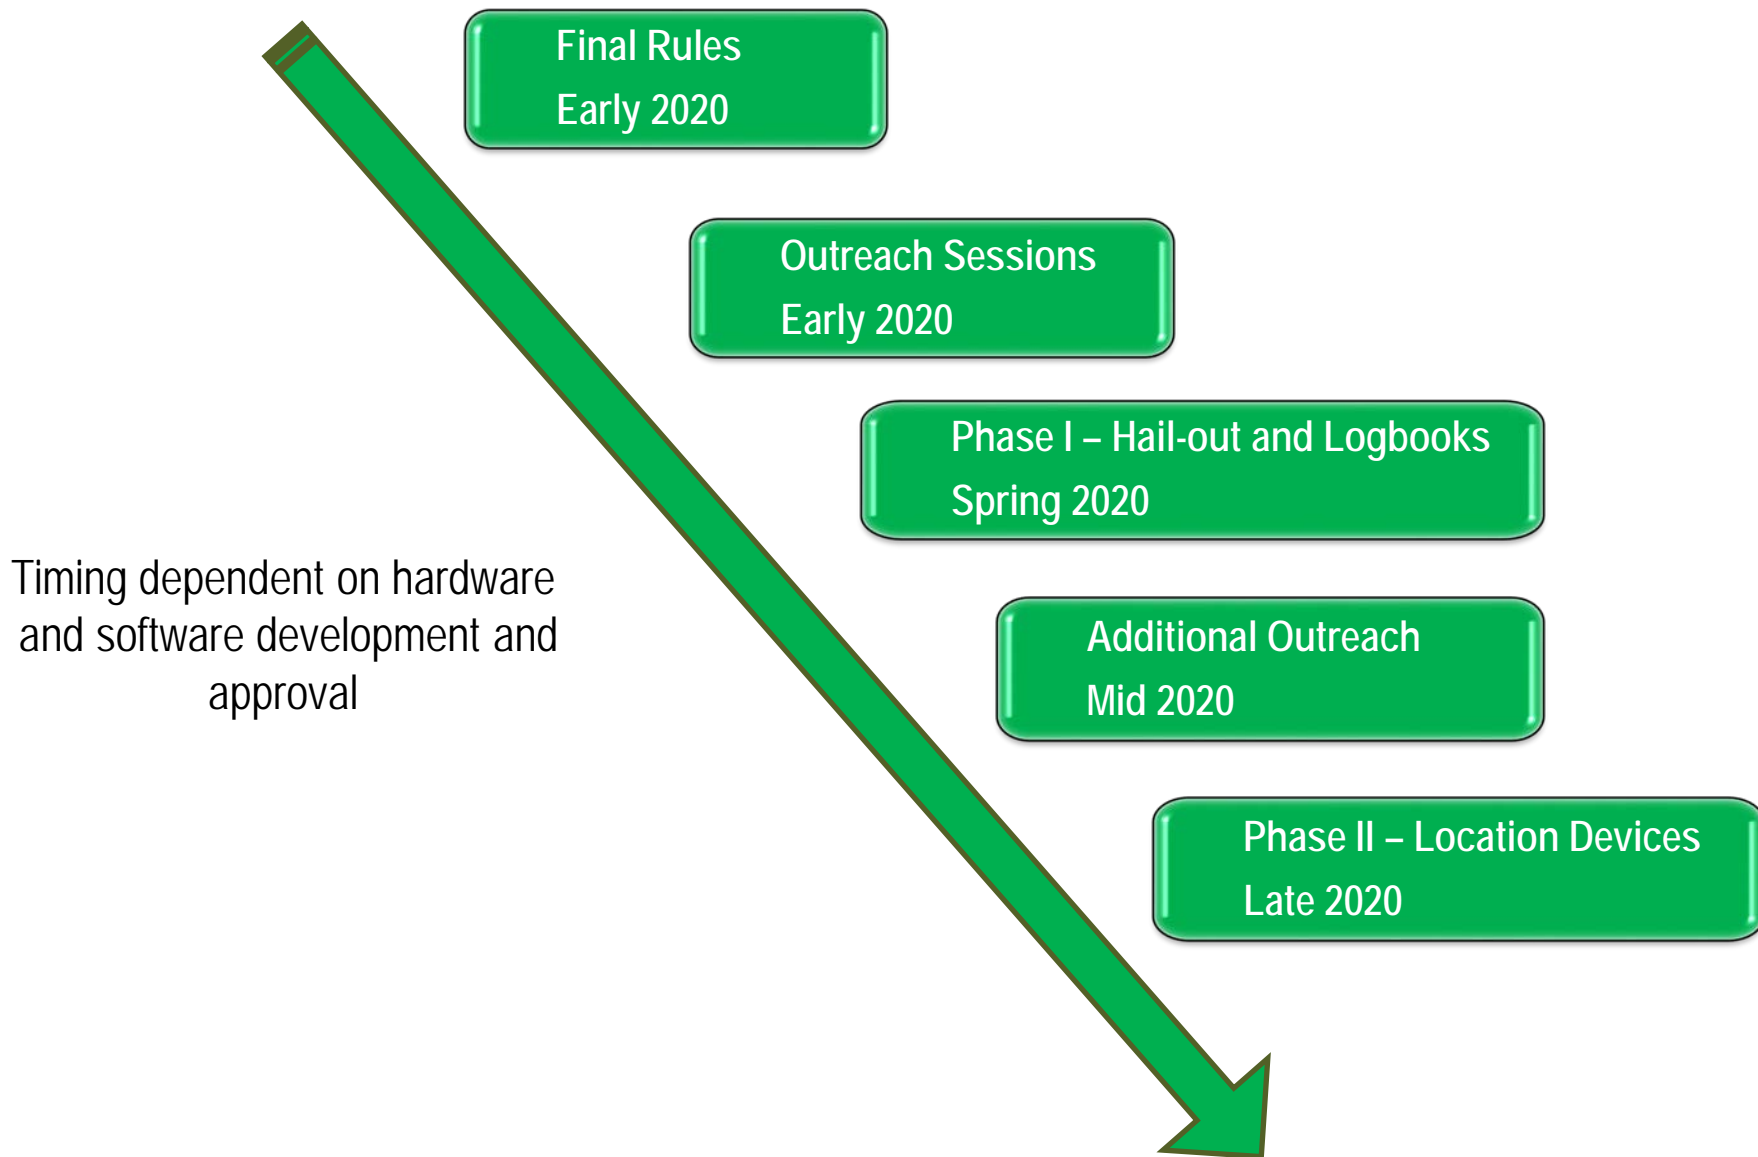 Final Rules
Early 2020
Outreach Sessions
Early 2020
Phase I – Hail-out and Logbooks
Spring 2020
Timing dependent on hardware
and software development and
approval
Additional Outreach
Mid 2020
Phase II – Location Devices
Late 2020